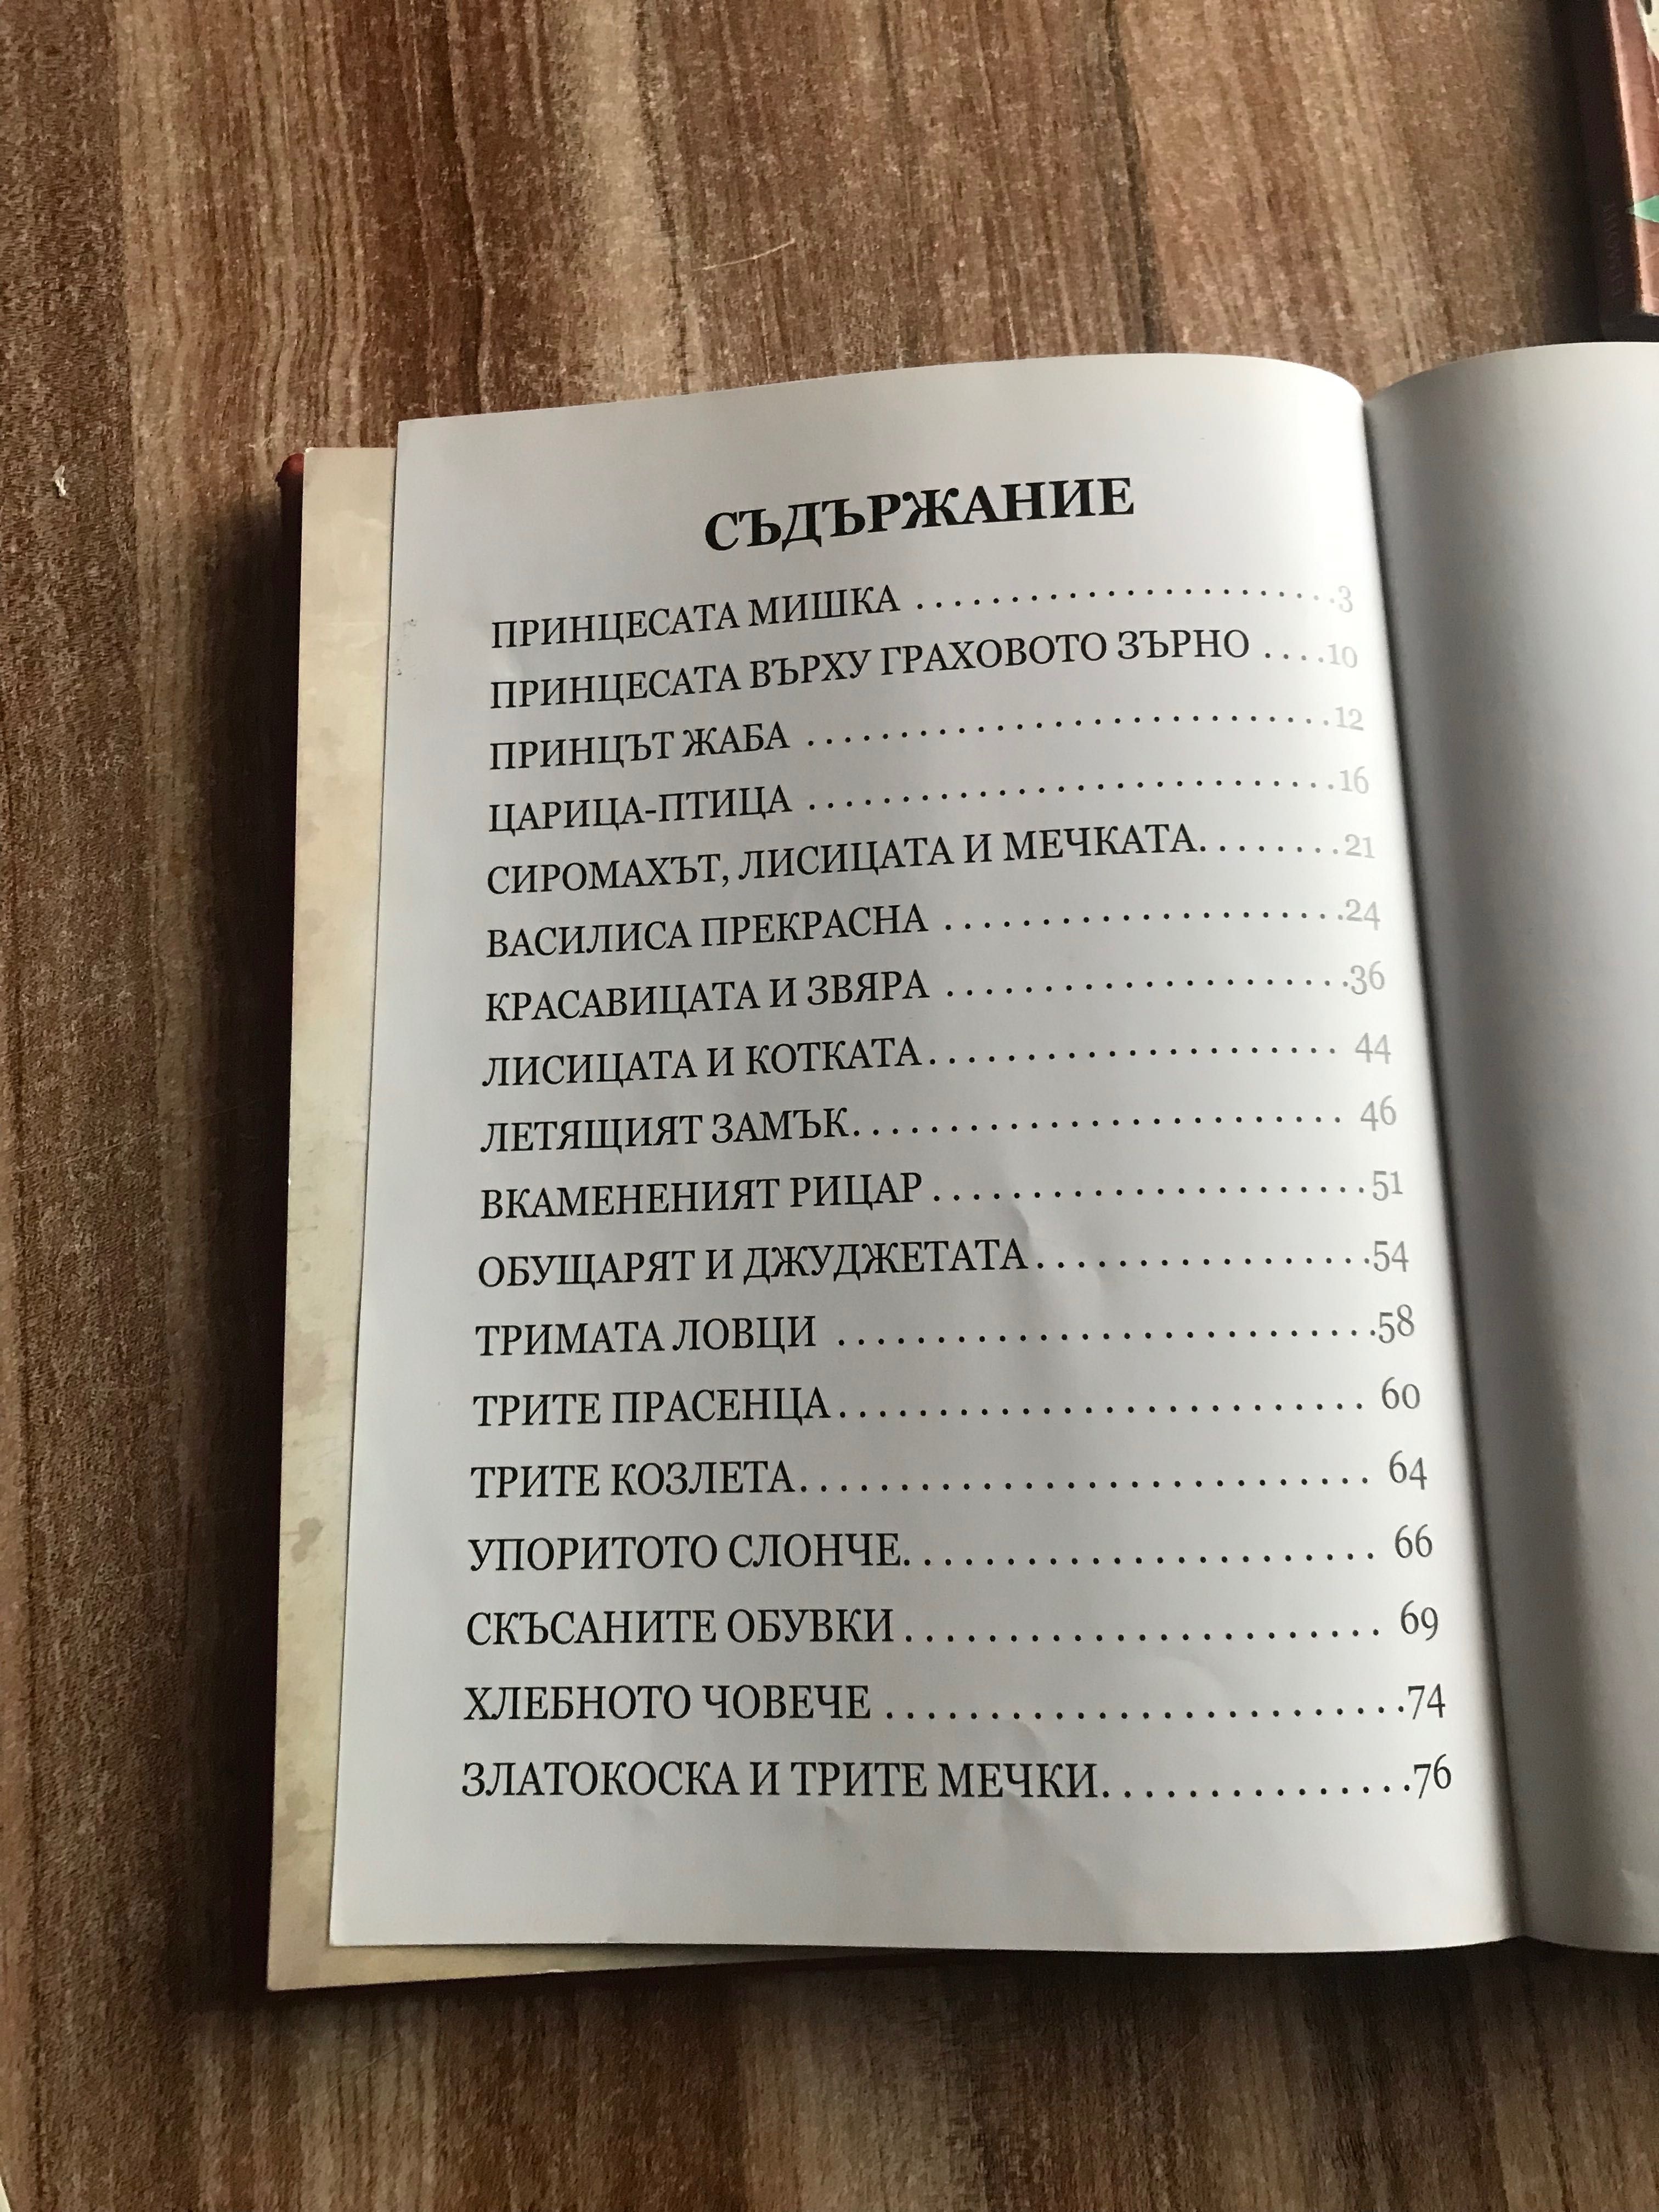 СЪДЪРЖАНИЕ
ПРИНЦЕСАТА МИШКА .......................3
ПРИНЦЕСАТА ВЪРХУ ГРАХОВОТО ЗЪРНО ....10
ПРИНЦЪТ ЖАБА ............................12
ЦАРИЦА-ПТИЦА ............................16
СИРОМАХЪТ, ЛИСИЦАТА И МЕЧКАТА........21
ВАСИЛИСА ПРЕКРАСНА .....................24
КРАСАВИЦАТА И ЗВЯРА .....................36
ЛИСИЦАТА И КОТКАТА..................... 44
ЛЕТЯЩИЯТ ЗАМЪК......................... 46
ВКАМЕНЕНИЯТ РИЦАР ......................51
ОБУЩАРЯТ И ДЖУДЖЕТАТА.................54
ТРИМАТА ЛОВЦИ ...........................58
ТРИТЕ ПРАСЕНЦА.......................... 60
ТРИТЕ КОЗЛЕТА............................ 64
УПОРИТОТО СЛОНЧЕ....................... 66
СКЪСАНИТЕ ОБУВКИ ....................... 69
ХЛЕБНОТО ЧОВЕЧЕ .........................74
ЗЛАТОКОСКА И ТРИТЕ МЕЧКИ...............76